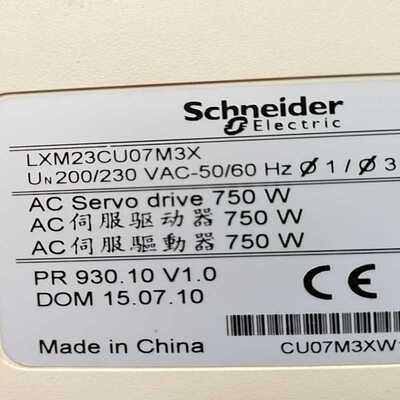 Schneider
Electric
LXM23CU07M3X
UN200/230 VAC-50/60 Hz Ø 1 / Ø 3
AC Servo drive 750 W
AC伺服驱动器 750 W
AC伺服驅動器 750 W
PR 930.10 V1.0
DOM 15.07.10
CE
Made in China
CU07M3XW